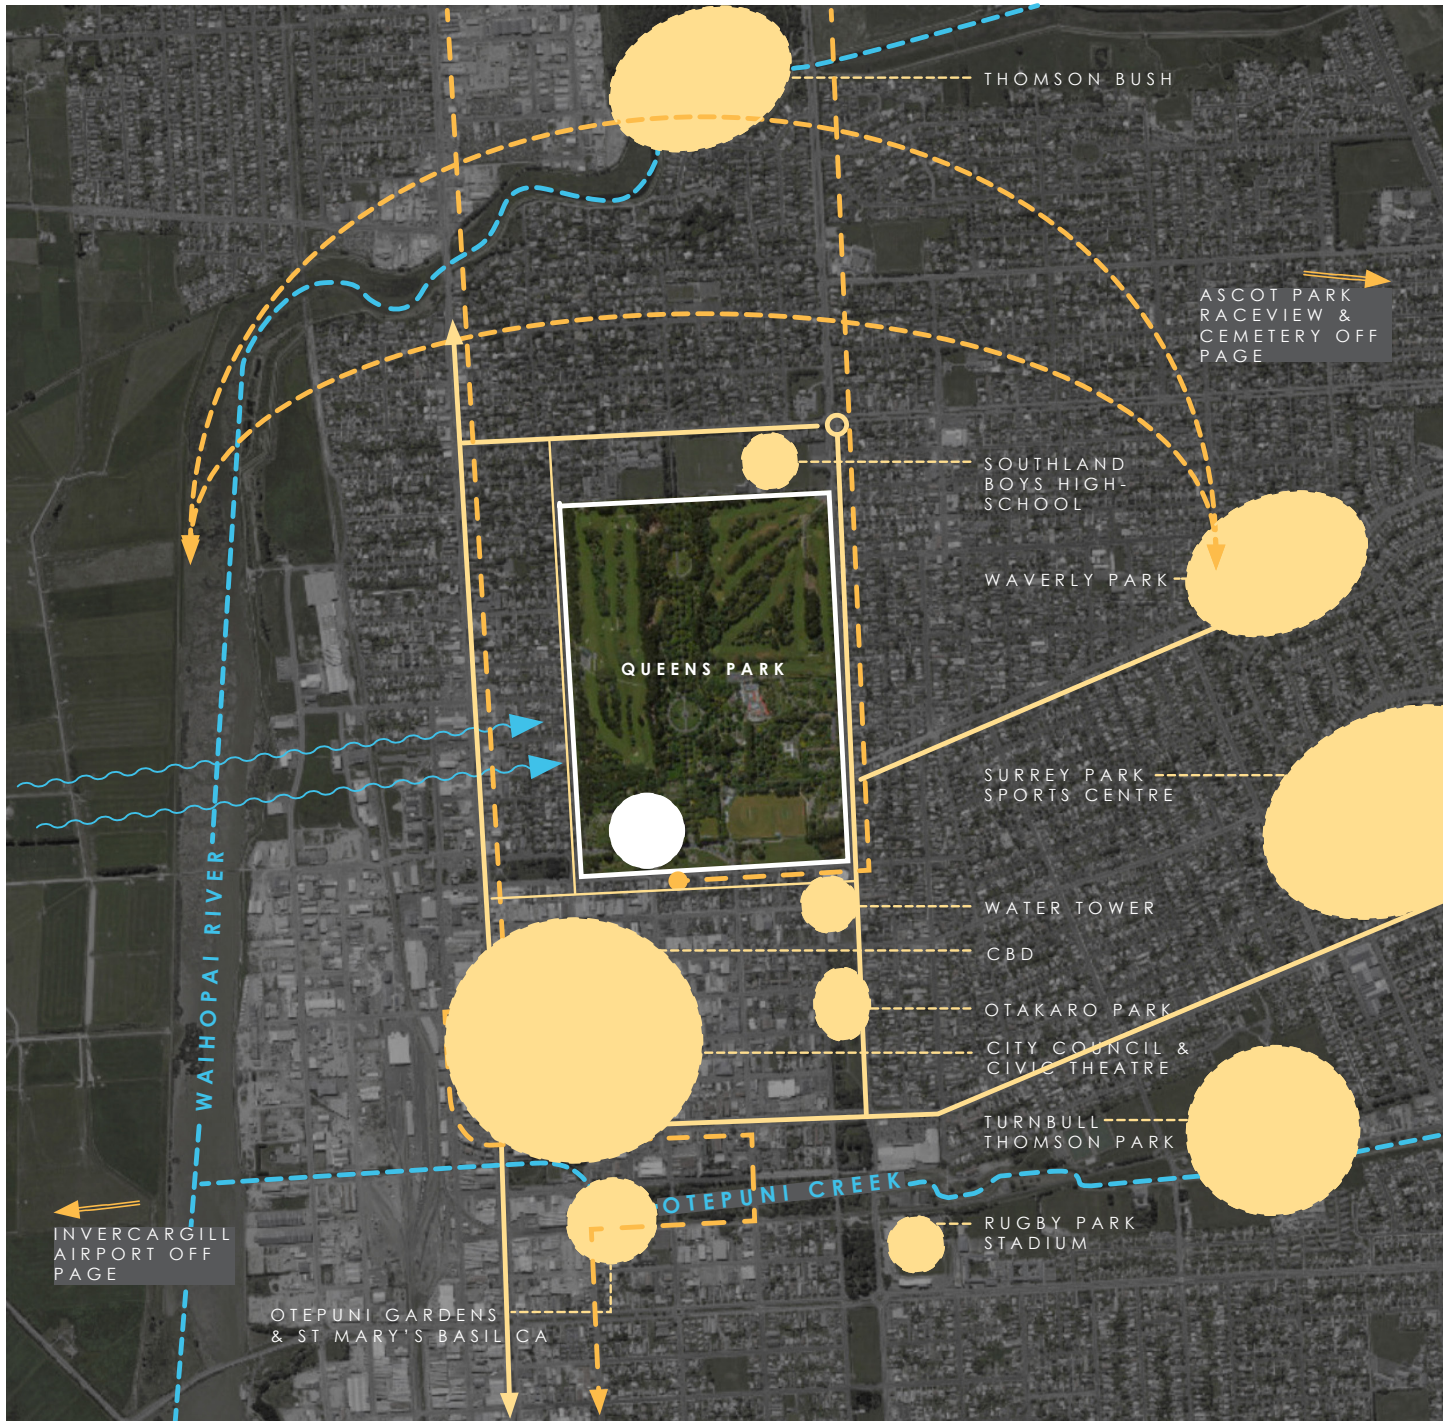 THOMSON BUSH
ASCOT PARK
RACEVIEW &
CEMETERY OFF
PAGE
SOUTHLAND
BOYS HIGH-
SCHOOL
WAVERLY PARK
QUEENS PARK
SURREY PARK
SPORTS CENTRE
WAIHOPAI RIVER
WATER TOWER
CBD
OTAKARO PARK
CITY COUNCIL &
CIVIC THEATRE
TURNBULL
THOMSON PARK
OTEPUNI CREEK
RUGBY PARK
STADIUM
INVERCARGILL
AIRPORT OFF
PAGE
OTEPUNI GARDENS
& ST MARY'S BASILICA